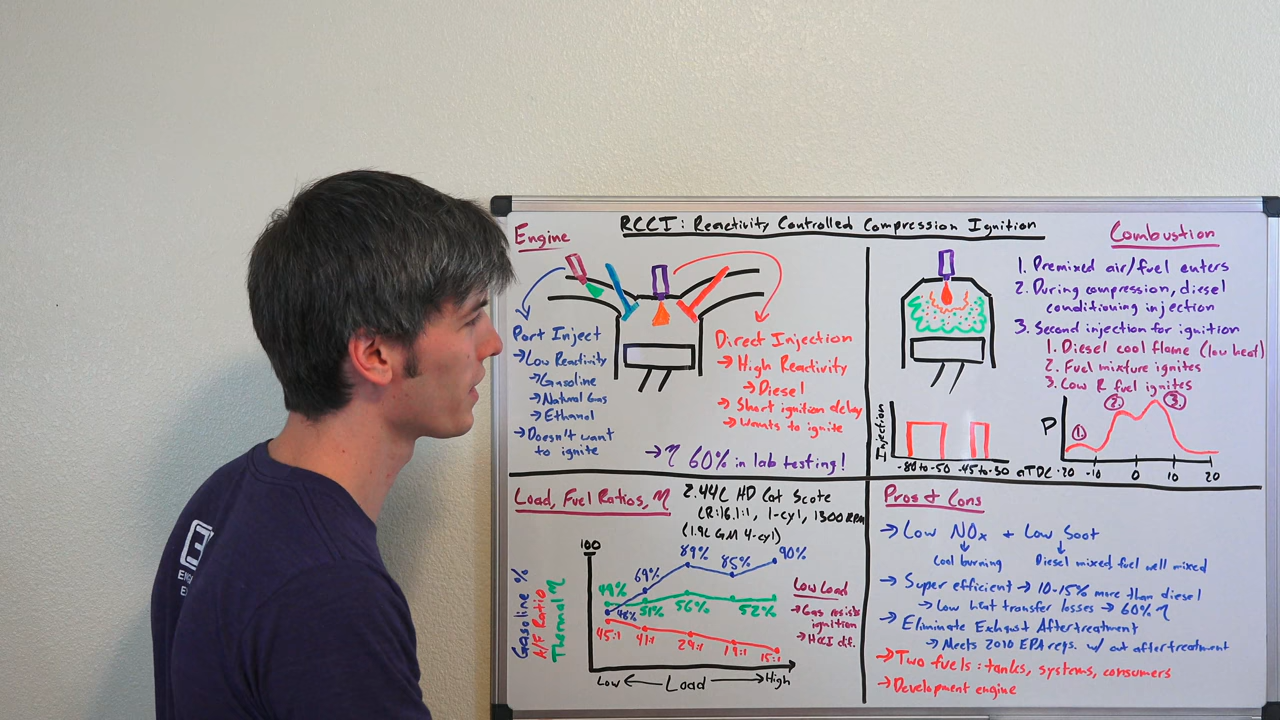 RCCI: Reactivity Controlled Compression Ignition
Engine
Port Inject
→Low Reactivity
→Gasoline
→Natural Gas
→Ethanol
→Doesn't want
to ignite
Direct Injection
→ High Reactivity
→ Diesel
→ Short ignition delay
→ Wants to ignite
→ η 60% in lab testing!
Combustion
1. Premixed air/fuel enters
2. During compression, diesel
conditioning injection
3. Second injection for ignition
1. Diesel cool flame (low heat)
2. Fuel mixture ignites
3. Low R fuel ignites
Injection
-80 to -50 -45 to -30 aTDC
P
1 2 3
-20 -10 0 10 20
Load, Fuel Ratios, η
2.44L HD Cat Scote
CR:16.1:1, 1-cyl, 1300 RPM
(1.9L GM 4-cyl)
100
Gasoline %
A/F Ratio
Thermal η
48% 69% 89% 85% 90%
49% 51% 56% 52%
45:1 41:1 24:1 19:1 15:1
Low ← Load → High
Low Load
→ Gas resists
ignition
→ HCCI diff.
Pros & Cons
→ Low NOx + Low Soot
Cool burning Diesel mixed fuel well mixed
→ Super efficient → 10-15% more than diesel
→ Low heat transfer losses → 60% η
→ Eliminate Exhaust Aftertreatment
→ Meets 2010 EPA regs. w/out aftertreatment
→ Two fuels: tanks, systems, consumers
→ Development engine